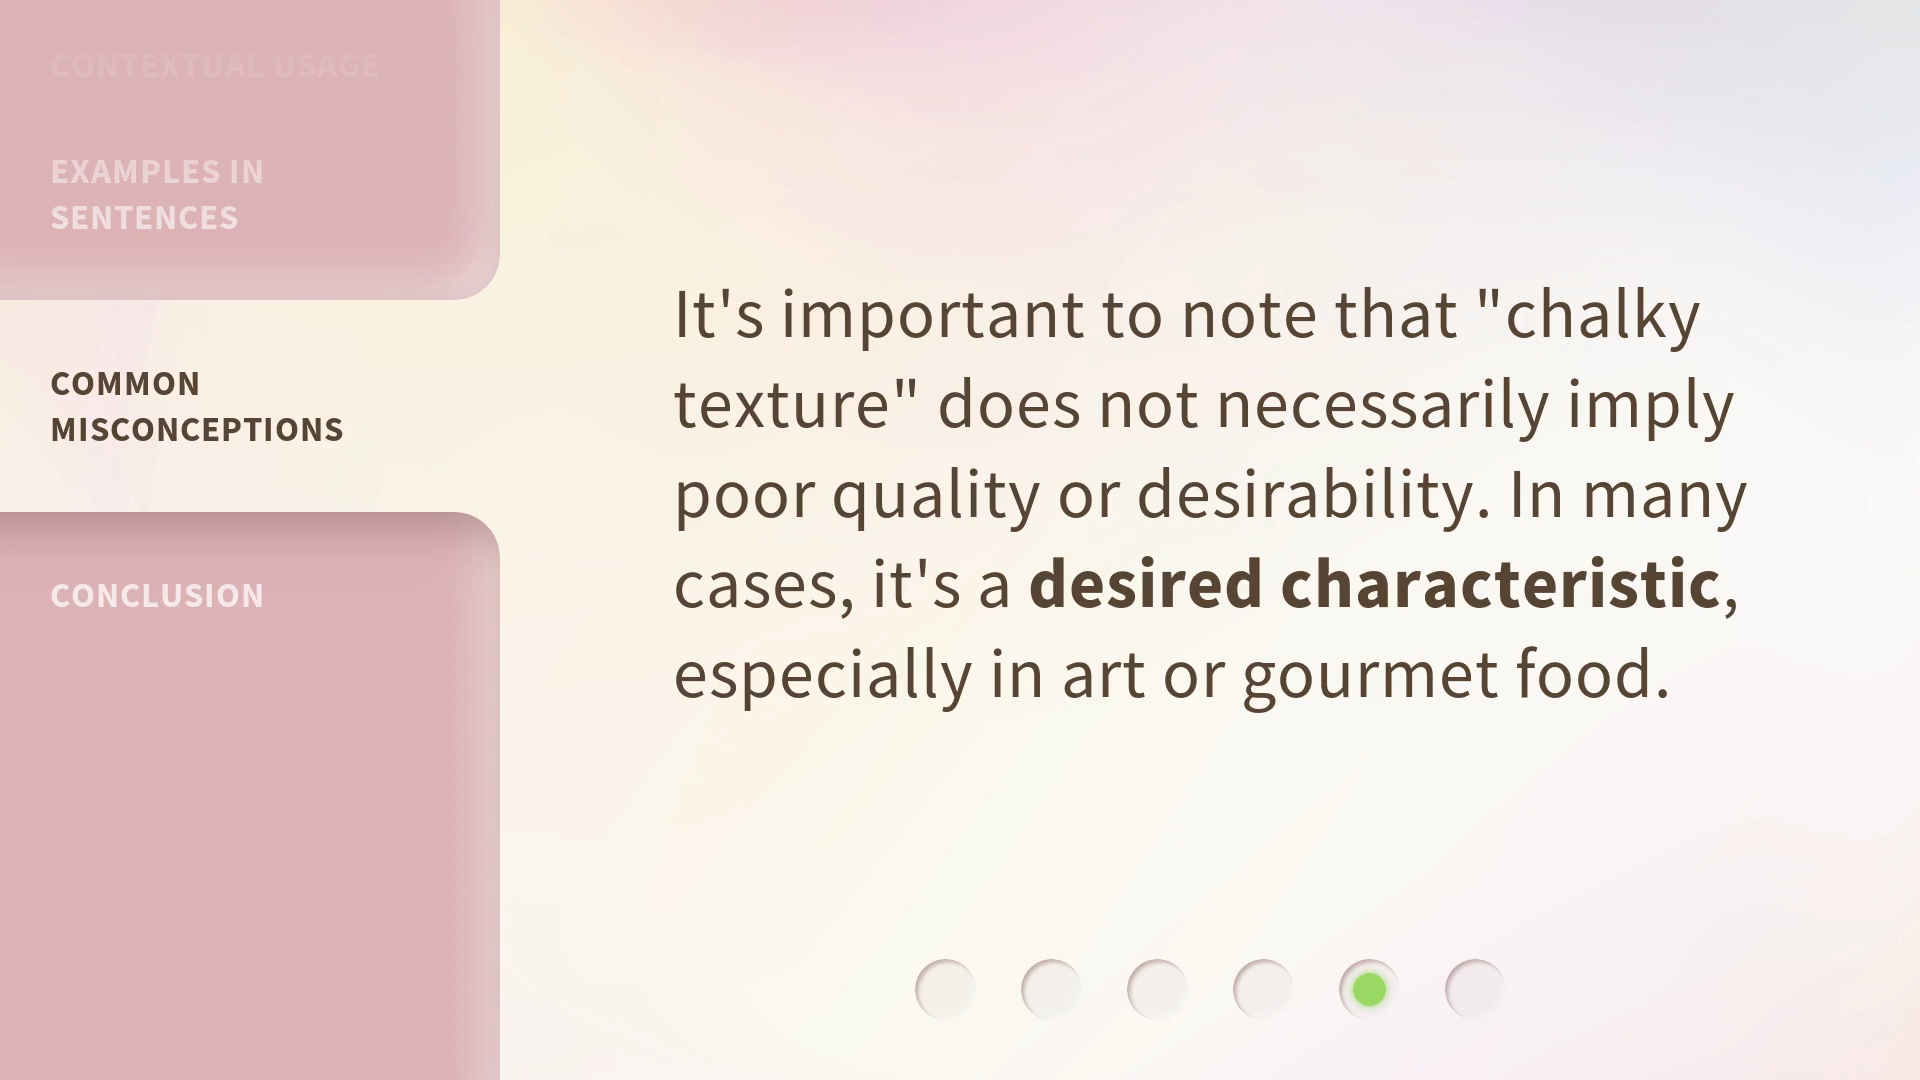 CONTEXTUAL USAGE
EXAMPLES IN
SENTENCES
COMMON
MISCONCEPTIONS
CONCLUSION
It's important to note that "chalky
texture" does not necessarily imply
poor quality or desirability. In many
cases, it's a desired characteristic,
especially in art or gourmet food.